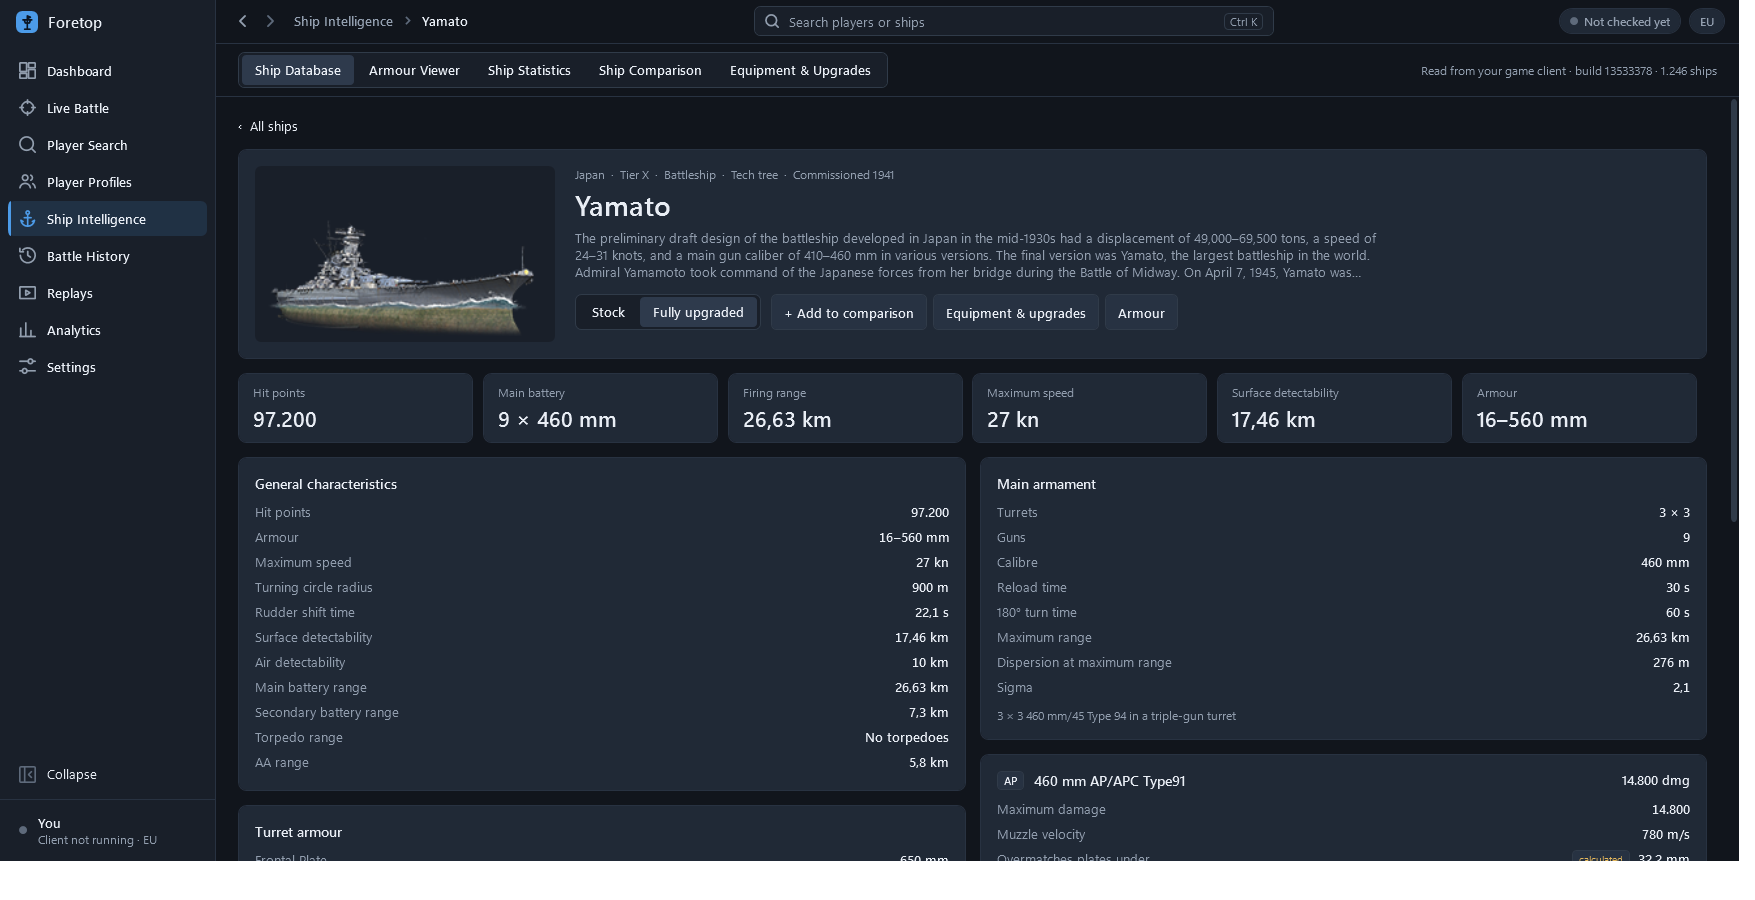 Foretop
Dashboard
Live Battle
Player Search
Player Profiles
Ship Intelligence
Battle History
Replays
Analytics
Settings
Collapse
You
Client not running · EU
Ship Intelligence > Yamato
Search players or ships
Ctrl K
Not checked yet
EU
Ship Database
Armour Viewer
Ship Statistics
Ship Comparison
Equipment & Upgrades
Read from your game client · build 13533378 · 1.246 ships
‹ All ships
Japan · Tier X · Battleship · Tech tree · Commissioned 1941
Yamato
The preliminary draft design of the battleship developed in Japan in the mid-1930s had a displacement of 49,000–69,500 tons, a speed of
24–31 knots, and a main gun caliber of 410–460 mm in various versions. The final version was Yamato, the largest battleship in the world.
Admiral Yamamoto took command of the Japanese forces from her bridge during the Battle of Midway. On April 7, 1945, Yamato was...
Stock
Fully upgraded
+ Add to comparison
Equipment & upgrades
Armour
Hit points
97.200
Main battery
9 × 460 mm
Firing range
26,63 km
Maximum speed
27 kn
Surface detectability
17,46 km
Armour
16–560 mm
General characteristics
Hit points 97.200
Armour 16–560 mm
Maximum speed 27 kn
Turning circle radius 900 m
Rudder shift time 22,1 s
Surface detectability 17,46 km
Air detectability 10 km
Main battery range 26,63 km
Secondary battery range 7,3 km
Torpedo range No torpedoes
AA range 5,8 km
Turret armour
Frontal Plate 650 mm
Main armament
Turrets 3 × 3
Guns 9
Calibre 460 mm
Reload time 30 s
180° turn time 60 s
Maximum range 26,63 km
Dispersion at maximum range 276 m
Sigma 2,1
3 × 3 460 mm/45 Type 94 in a triple-gun turret
AP 460 mm AP/APC Type91 14.800 dmg
Maximum damage 14.800
Muzzle velocity 780 m/s
Overmatches plates under calculated 32,2 mm